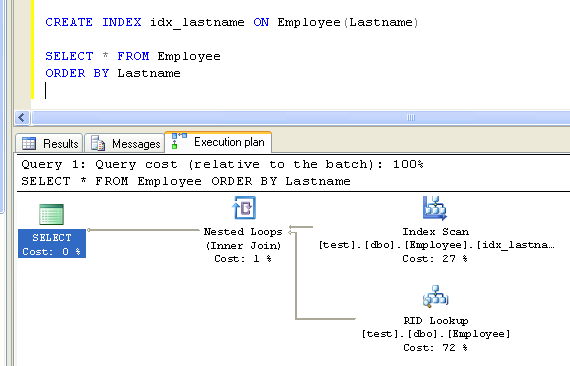 CREATE INDEX idx_lastname ON Employee(Lastname)
SELECT * FROM Employee
ORDER BY Lastname
Results Messages Execution plan
Query 1: Query cost (relative to the batch): 100%
SELECT * FROM Employee ORDER BY Lastname
SELECT
Cost: 0 %
Nested Loops
(Inner Join)
Cost: 1 %
Index Scan
[test].[dbo].[Employee].[idx_lastna…
Cost: 27 %
RID Lookup
[test].[dbo].[Employee]
Cost: 72 %